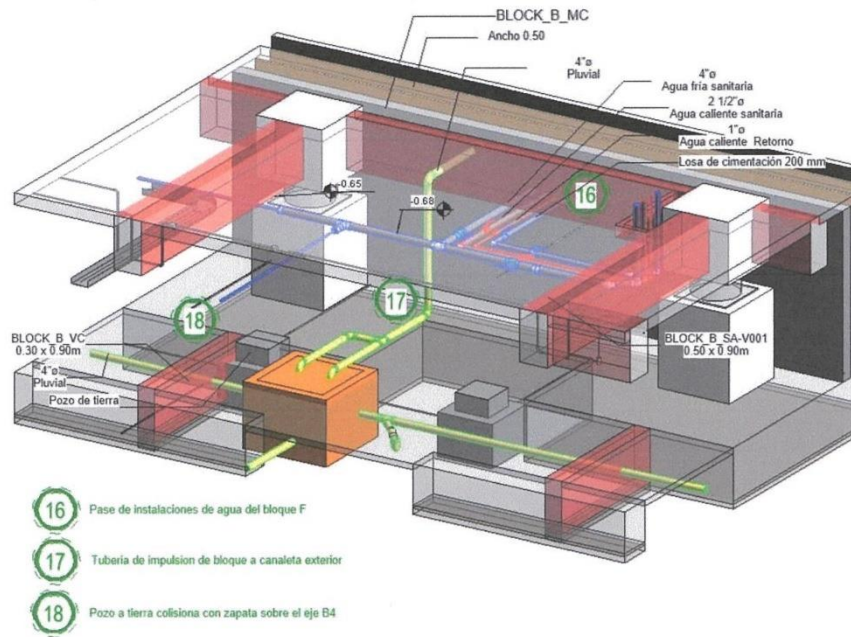 BLOCK_B_MC
Ancho 0.50
4"ø
Pluvial
4"ø
Agua fría sanitaria
2 1/2"ø
Agua caliente sanitaria
1"ø
Agua caliente Retorno
Losa de cimentación 200 mm
16
-0.65
-0.68
17
18
BLOCK_B_VC
0.30 x 0.90m
4"ø
Pluvial
Pozo de tierra
BLOCK_B_SA-V001
0.50 x 0.90m
16 Pase de instalaciones de agua del bloque F
17 Tuberia de impulsion de bloque a canaleta exterior
18 Pozo a tierra colisiona con zapata sobre el eje B4